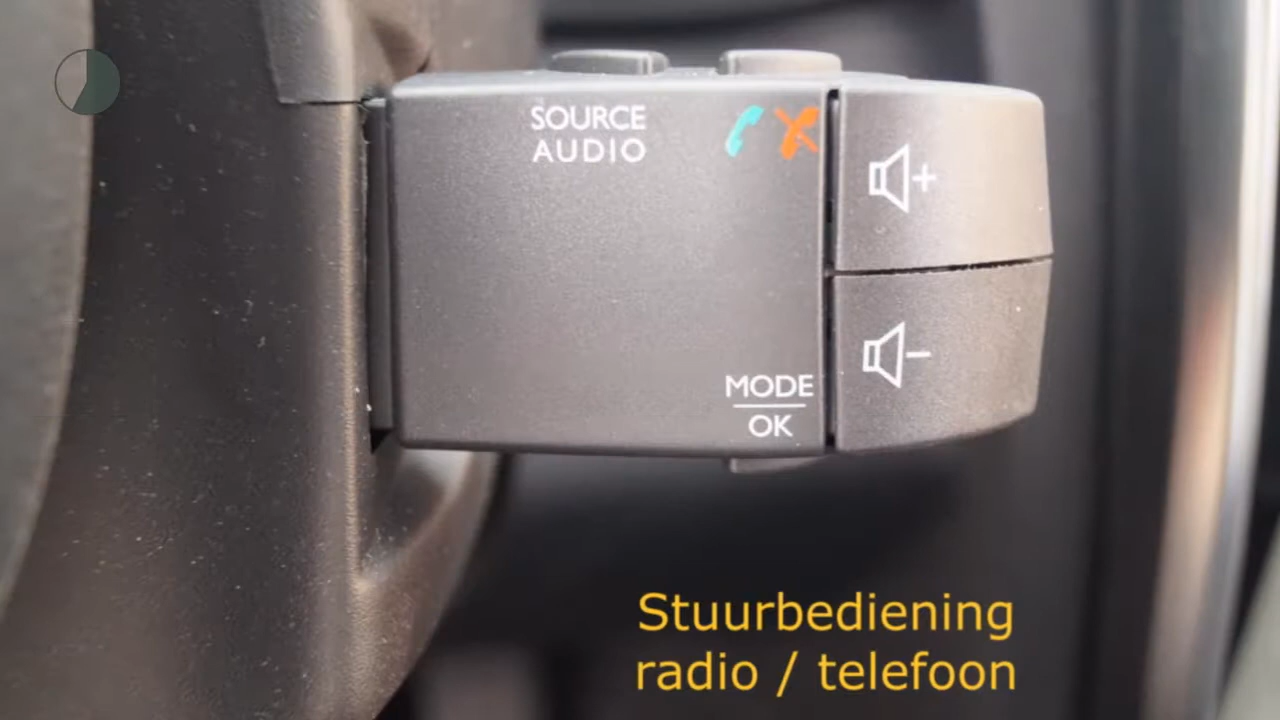 SOURCE
AUDIO
+
-
MODE
OK
Stuurbediening
radio / telefoon